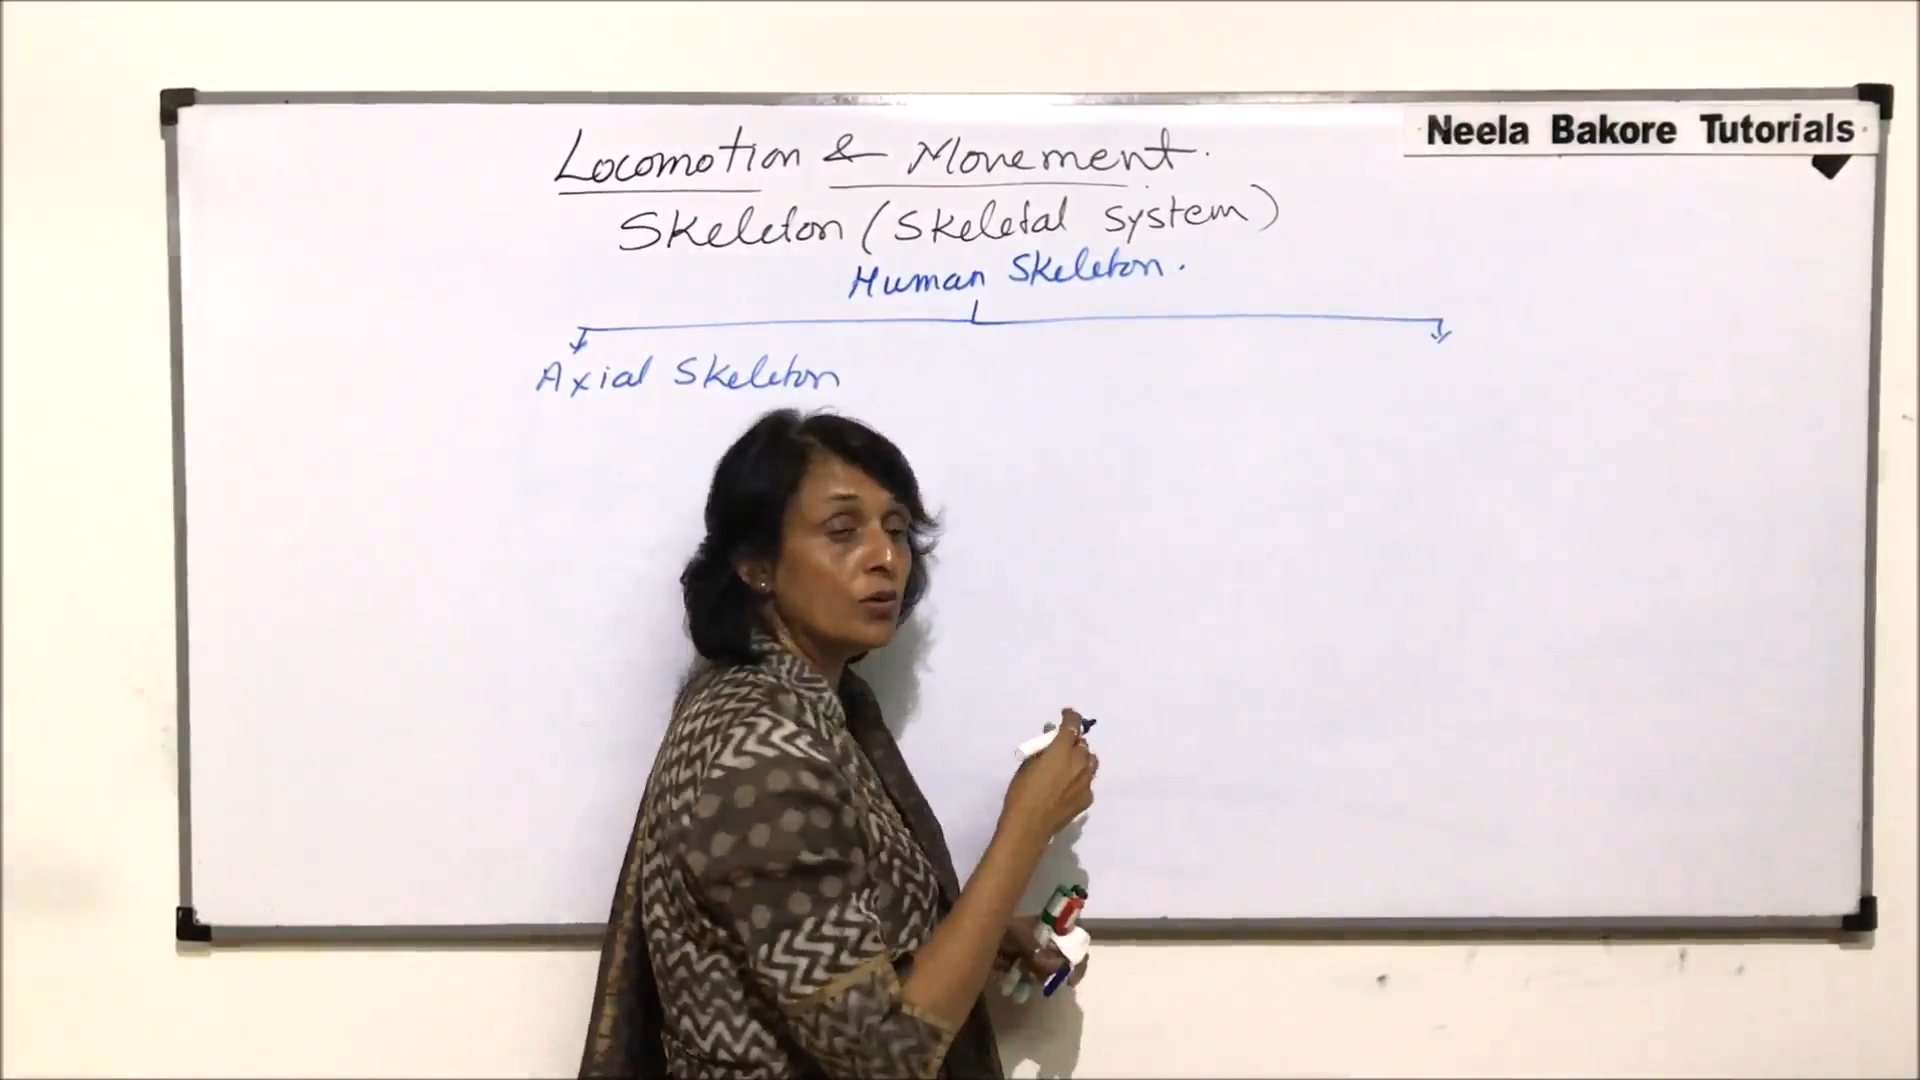 Neela Bakore Tutorials
Locomotion & Movement.
Skeleton (Skeletal System)
Human Skeleton.
Axial Skeleton